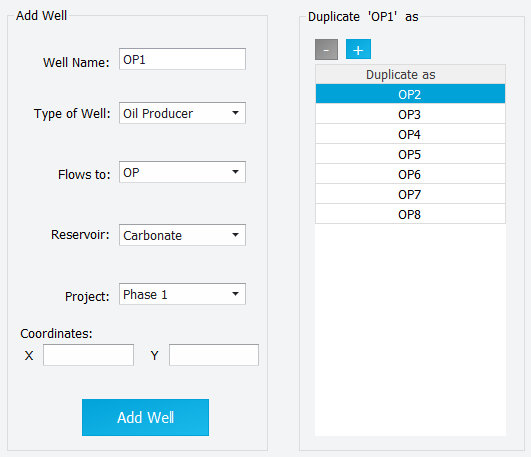 Add Well
Well Name: OP1
Type of Well: Oil Producer
Flows to: OP
Reservoir: Carbonate
Project: Phase 1
Coordinates:
X Y
Add Well
Duplicate 'OP1' as
- +
Duplicate as
OP2
OP3
OP4
OP5
OP6
OP7
OP8